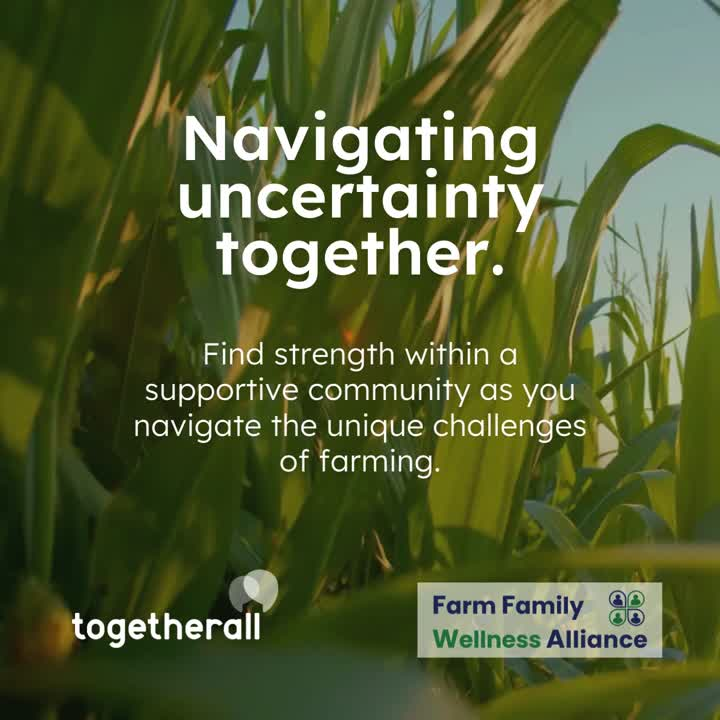 Navigating
uncertainty
together.
Find strength within a
supportive community as you
navigate the unique challenges
of farming.
togetherall
Farm Family
Wellness Alliance